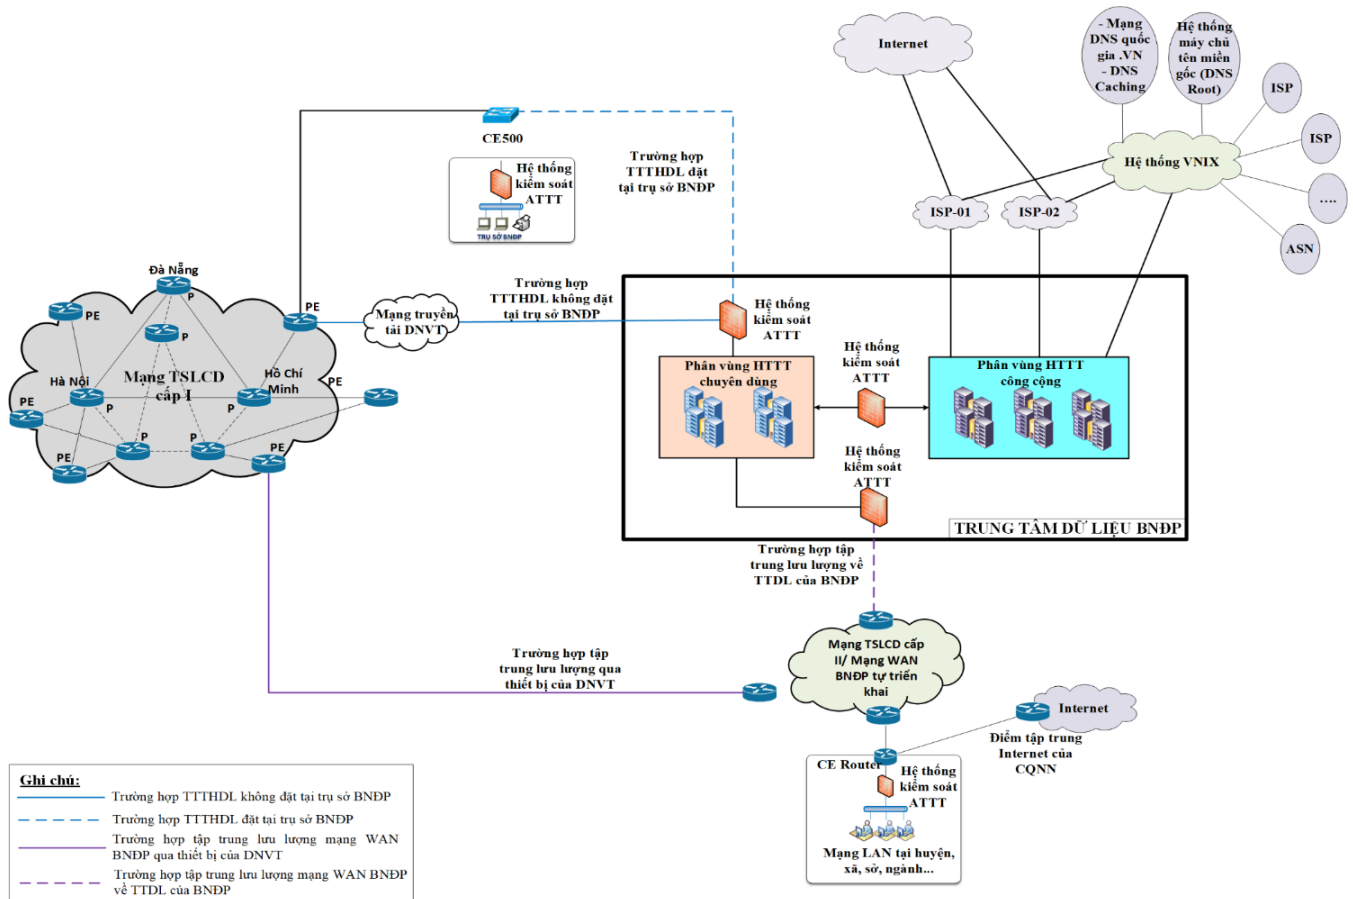 Internet
- Mạng
DNS quốc
gia .VN
- DNS
Caching
Hệ thống
máy chủ
tên miền
gốc (DNS
Root)
ISP
ISP
....
ASN
Hệ thống VNIX
ISP-01
ISP-02
CE500
Hệ thống
kiểm soát
ATTT
TRỤ SỞ BNĐP
Trường hợp
TTTHDL đặt
tại trụ sở BNĐP
Đà Nẵng
P
PE
PE
P
Hà Nội
Mạng TSLCD
cấp I
Hồ Chí
Minh
PE
P
P
PE
P
P
PE
PE
Mạng truyền
tải DNVT
Trường hợp
TTTHDL không đặt
tại trụ sở BNĐP
Hệ thống
kiểm soát
ATTT
Phân vùng HTTT
chuyên dùng
Hệ thống
kiểm soát
ATTT
Phân vùng HTTT
công cộng
Hệ thống
kiểm soát
ATTT
TRUNG TÂM DỮ LIỆU BNĐP
Trường hợp tập
trung lưu lượng về
TTDL của BNĐP
Trường hợp tập
trung lưu lượng qua
thiết bị của DNVT
Mạng TSLCD cấp
II/ Mạng WAN
BNĐP tự triển
khai
Internet
Điểm tập trung
Internet của
CQNN
CE Router
Hệ thống
kiểm soát
ATTT
Mạng LAN tại huyện,
xã, sở, ngành...
Ghi chú:
Trường hợp TTTHDL không đặt tại trụ sở BNĐP
Trường hợp TTTHDL đặt tại trụ sở BNĐP
Trường hợp tập trung lưu lượng mạng WAN
BNĐP qua thiết bị của DNVT
Trường hợp tập trung lưu lượng mạng WAN BNĐP
về TTDL của BNĐP